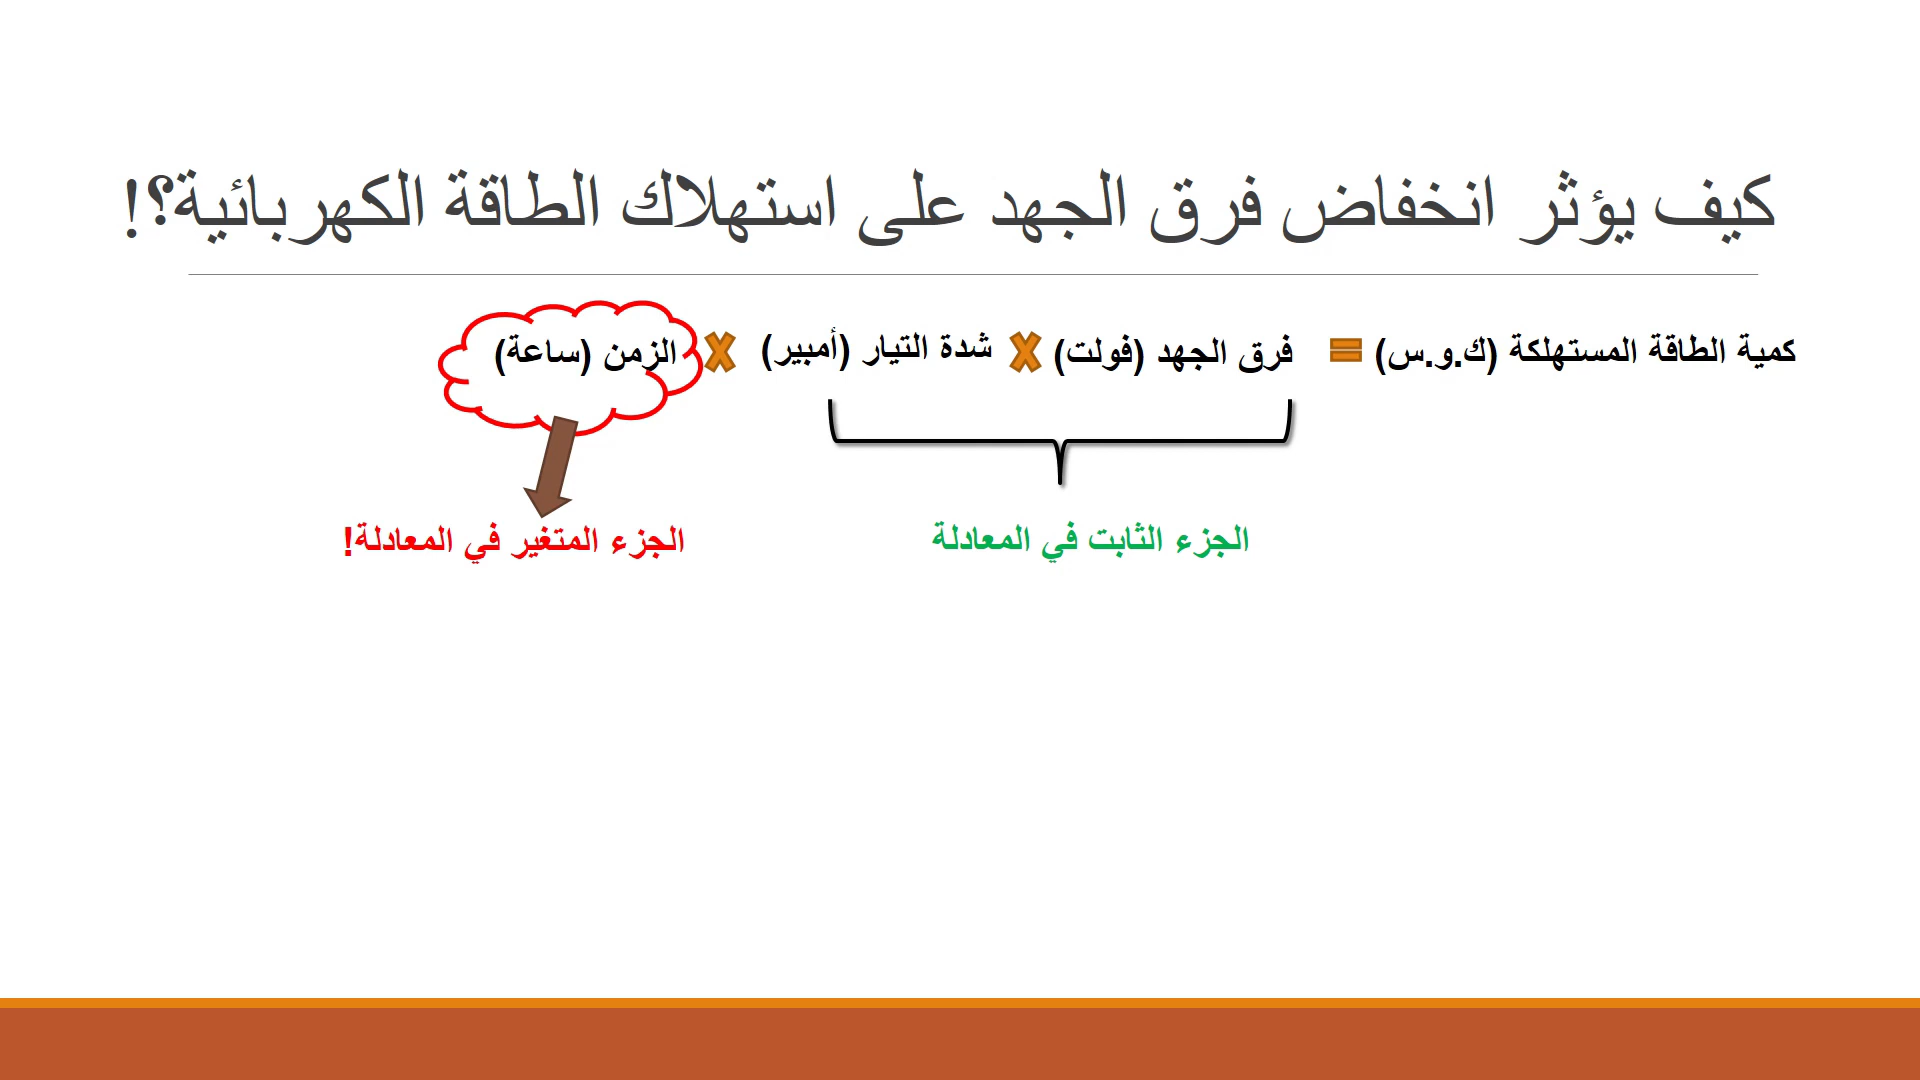 كيف يؤثر انخفاض فرق الجهد على استهلاك الطاقة الكهربائية؟!
كمية الطاقة المستهلكة (ك.و.س) = فرق الجهد (فولت) × شدة التيار (أمبير) × الزمن (ساعة)
الجزء الثابت في المعادلة
الجزء المتغير في المعادلة!